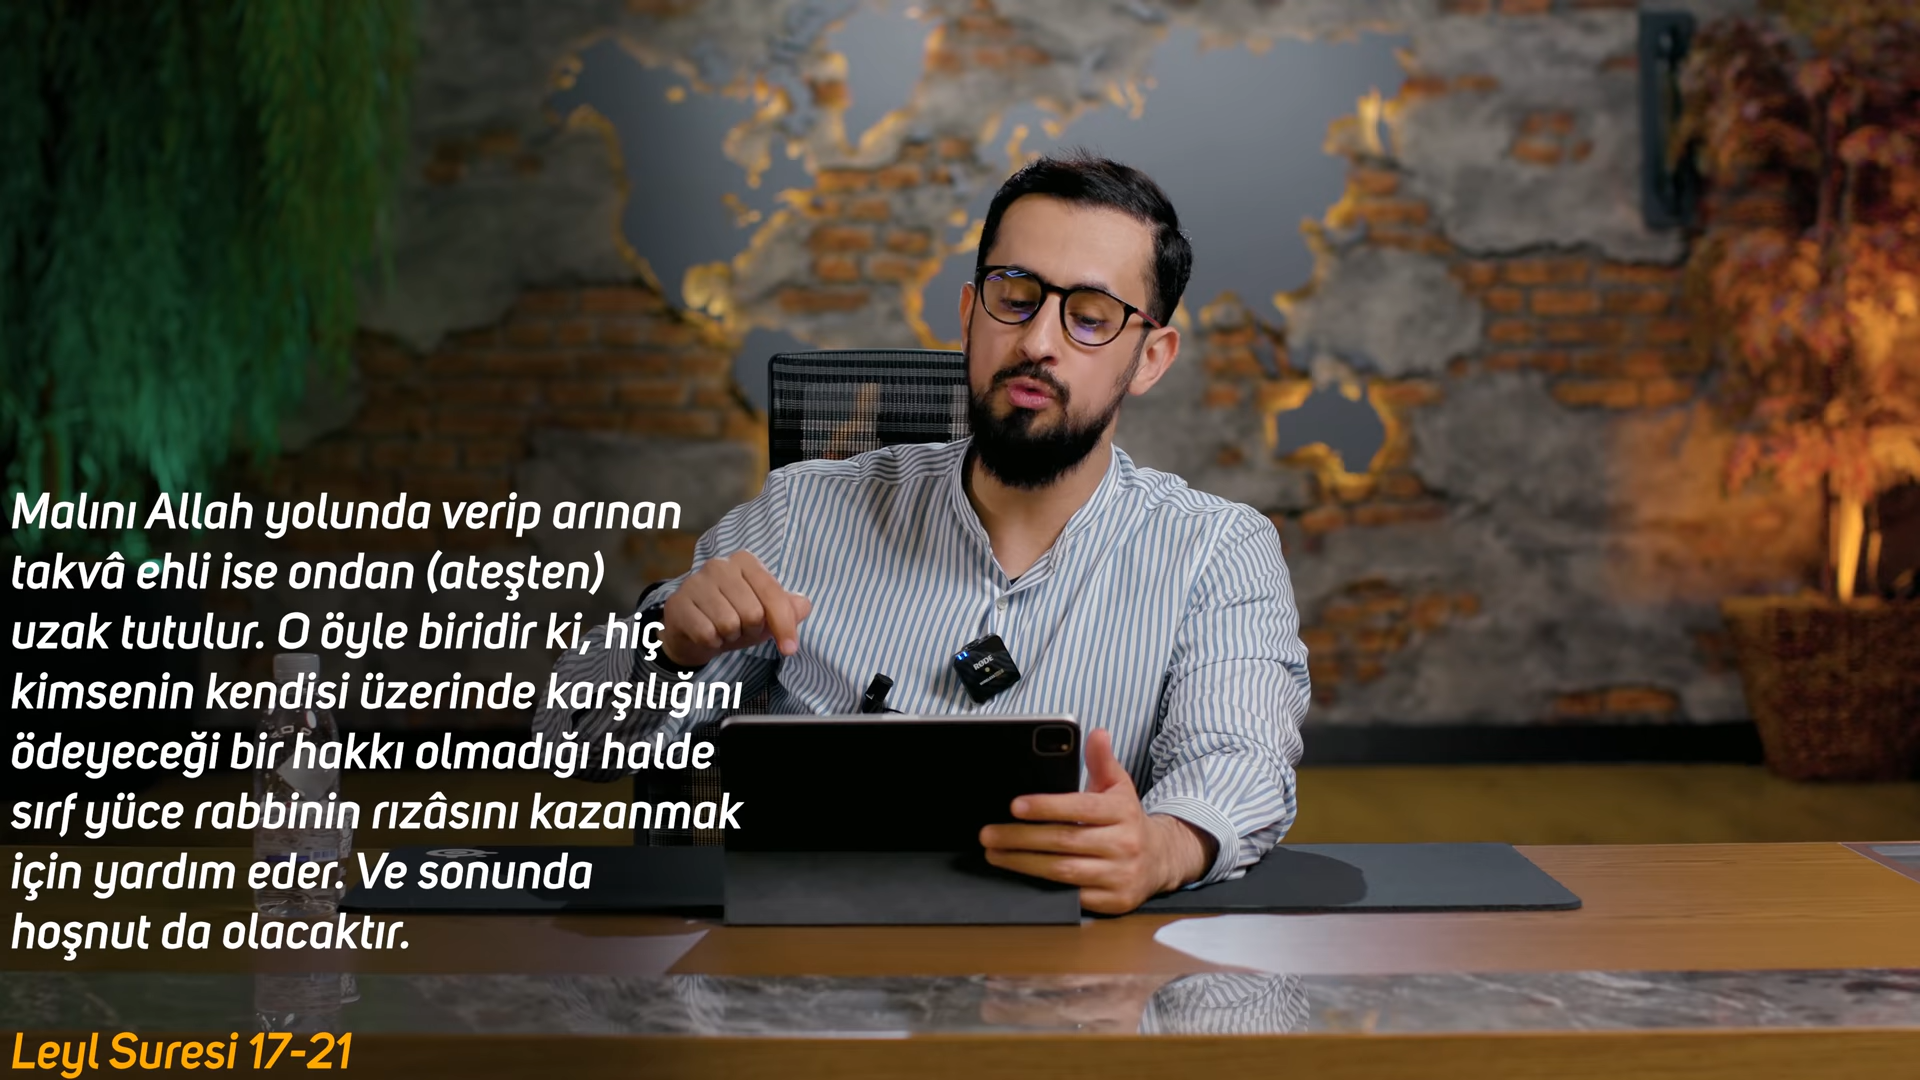 Malını Allah yolunda verip arınan
takvâ ehli ise ondan (ateşten)
uzak tutulur. O öyle biridir ki, hiç
kimsenin kendisi üzerinde karşılığını
ödeyeceği bir hakkı olmadığı halde
sırf yüce rabbinin rızâsını kazanmak
için yardım eder. Ve sonunda
hoşnut da olacaktır.
Leyl Suresi 17-21
RØDE